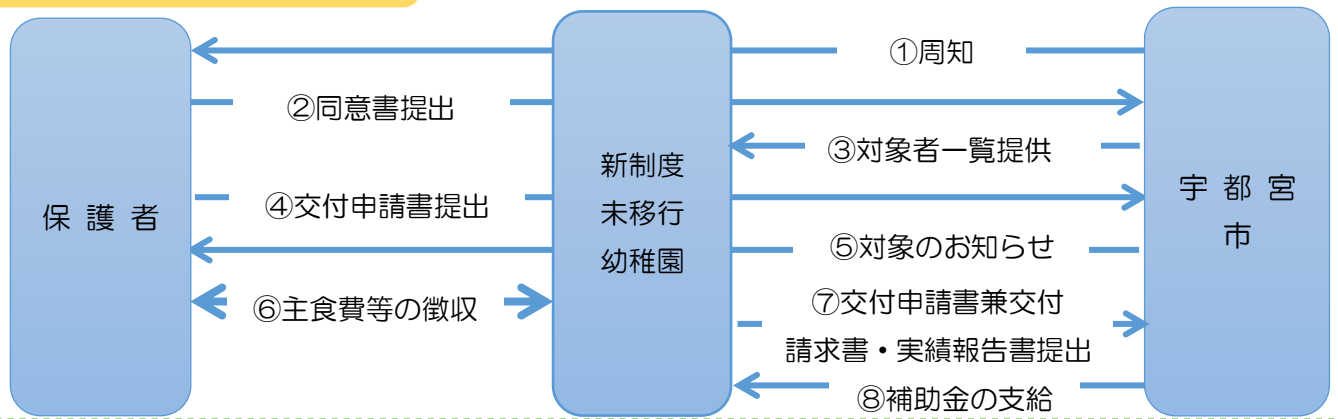 ①周知
②同意書提出
③対象者一覧提供
④交付申請書提出
⑤対象のお知らせ
⑥主食費等の徴収
⑦交付申請書兼交付
請求書・実績報告書提出
⑧補助金の支給
保 護 者
新制度
未移行
幼稚園
宇 都 宮
市